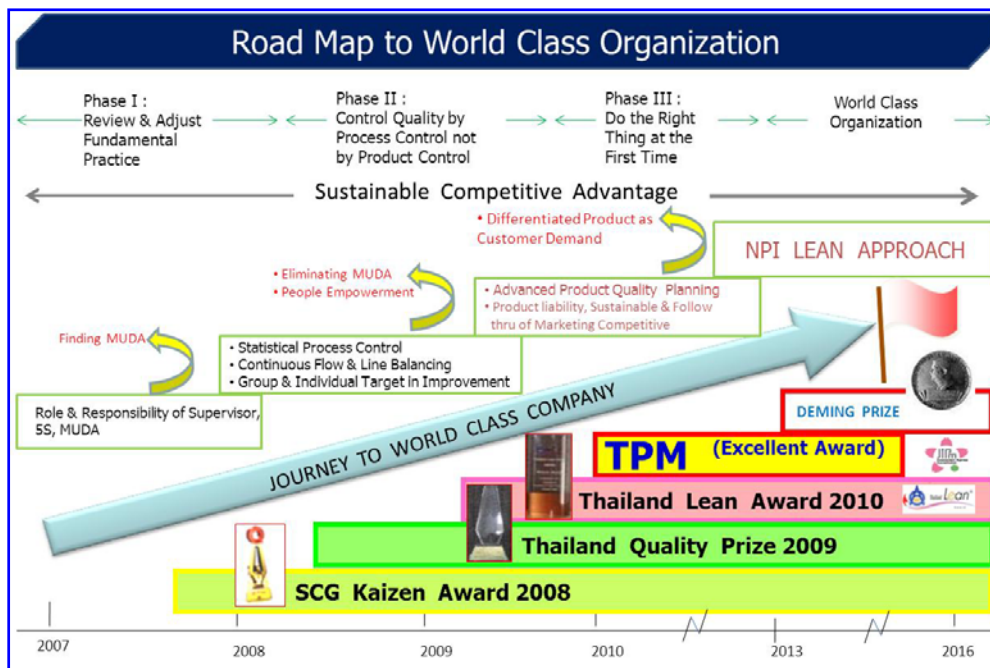 Road Map to World Class Organization
Phase I :
Review & Adjust
Fundamental
Practice
Phase II :
Control Quality by
Process Control not
by Product Control
Phase III :
Do the Right
Thing at the
First Time
World Class
Organization
Sustainable Competitive Advantage
• Differentiated Product as
Customer Demand
NPI LEAN APPROACH
• Eliminating MUDA
• People Empowerment
• Advanced Product Quality Planning
• Product liability, Sustainable & Follow
thru of Marketing Competitive
Finding MUDA
• Statistical Process Control
• Continuous Flow & Line Balancing
• Group & Individual Target in Improvement
Role & Responsibility of Supervisor,
5S, MUDA
JOURNEY TO WORLD CLASS COMPANY
DEMING PRIZE
TPM (Excellent Award)
Thailand Lean Award 2010
Lean
Thailand Quality Prize 2009
SCG Kaizen Award 2008
2007
2008
2009
2010
2013
2016